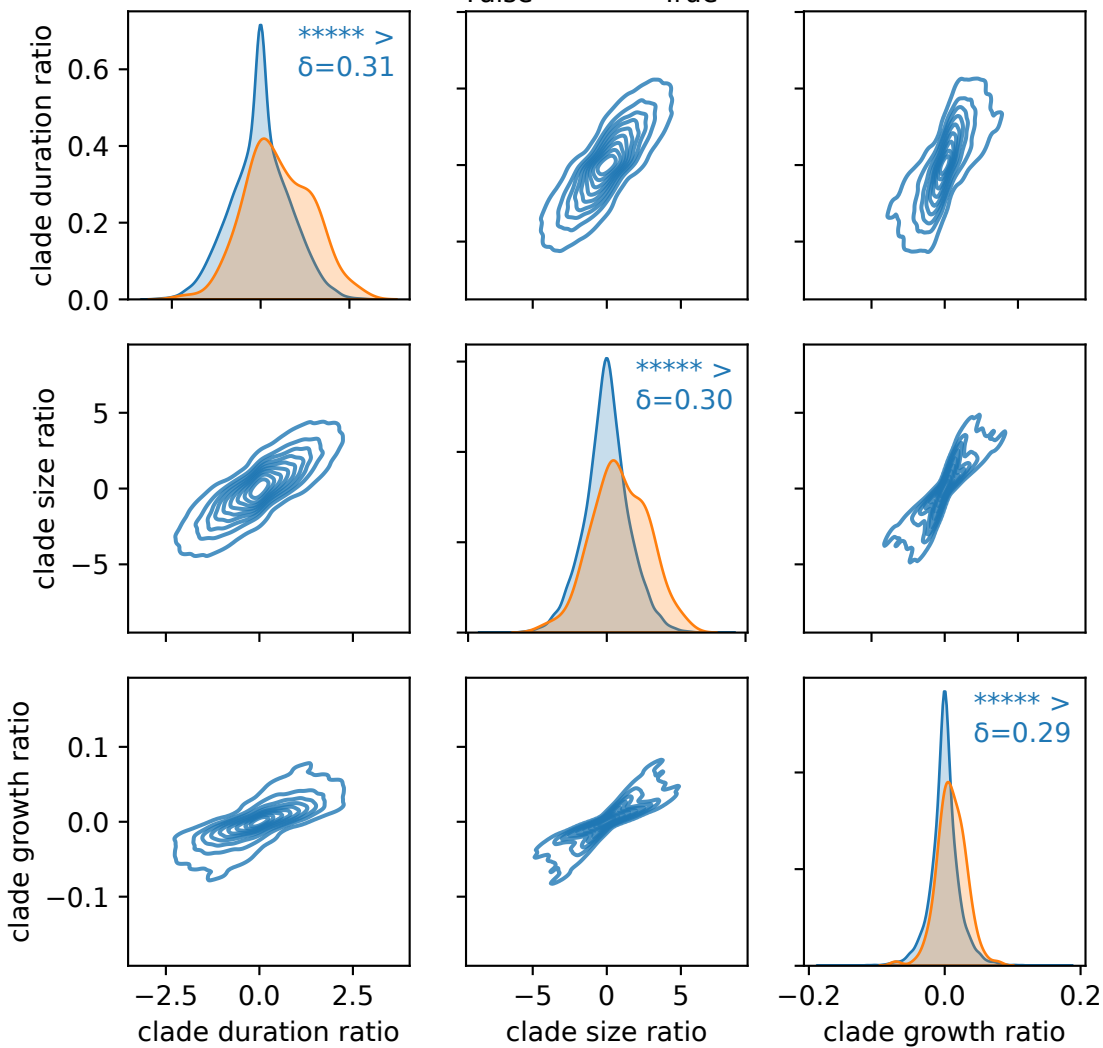 False True
clade duration ratio
0.6
0.4
0.2
0.0
***** >
δ=0.31
clade size ratio
5
0
−5
***** >
δ=0.30
clade growth ratio
0.1
0.0
−0.1
***** >
δ=0.29
−2.5 0.0 2.5
−5 0 5
−0.2 0.0 0.2
clade duration ratio
clade size ratio
clade growth ratio